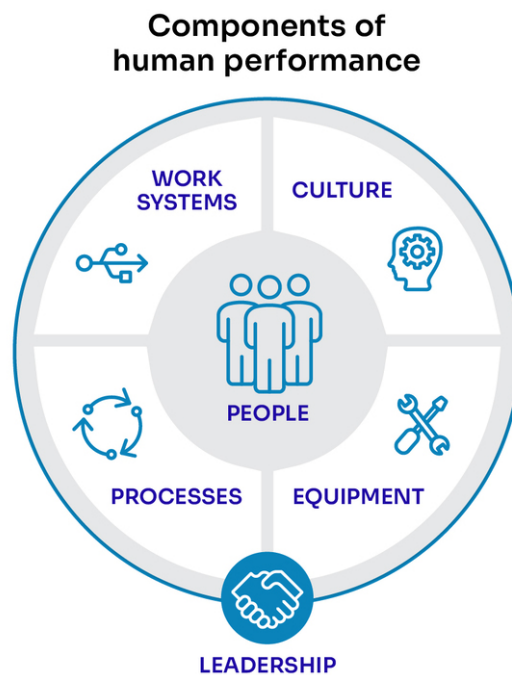 Components of
human performance
WORK
SYSTEMS
CULTURE
PEOPLE
PROCESSES
EQUIPMENT
LEADERSHIP